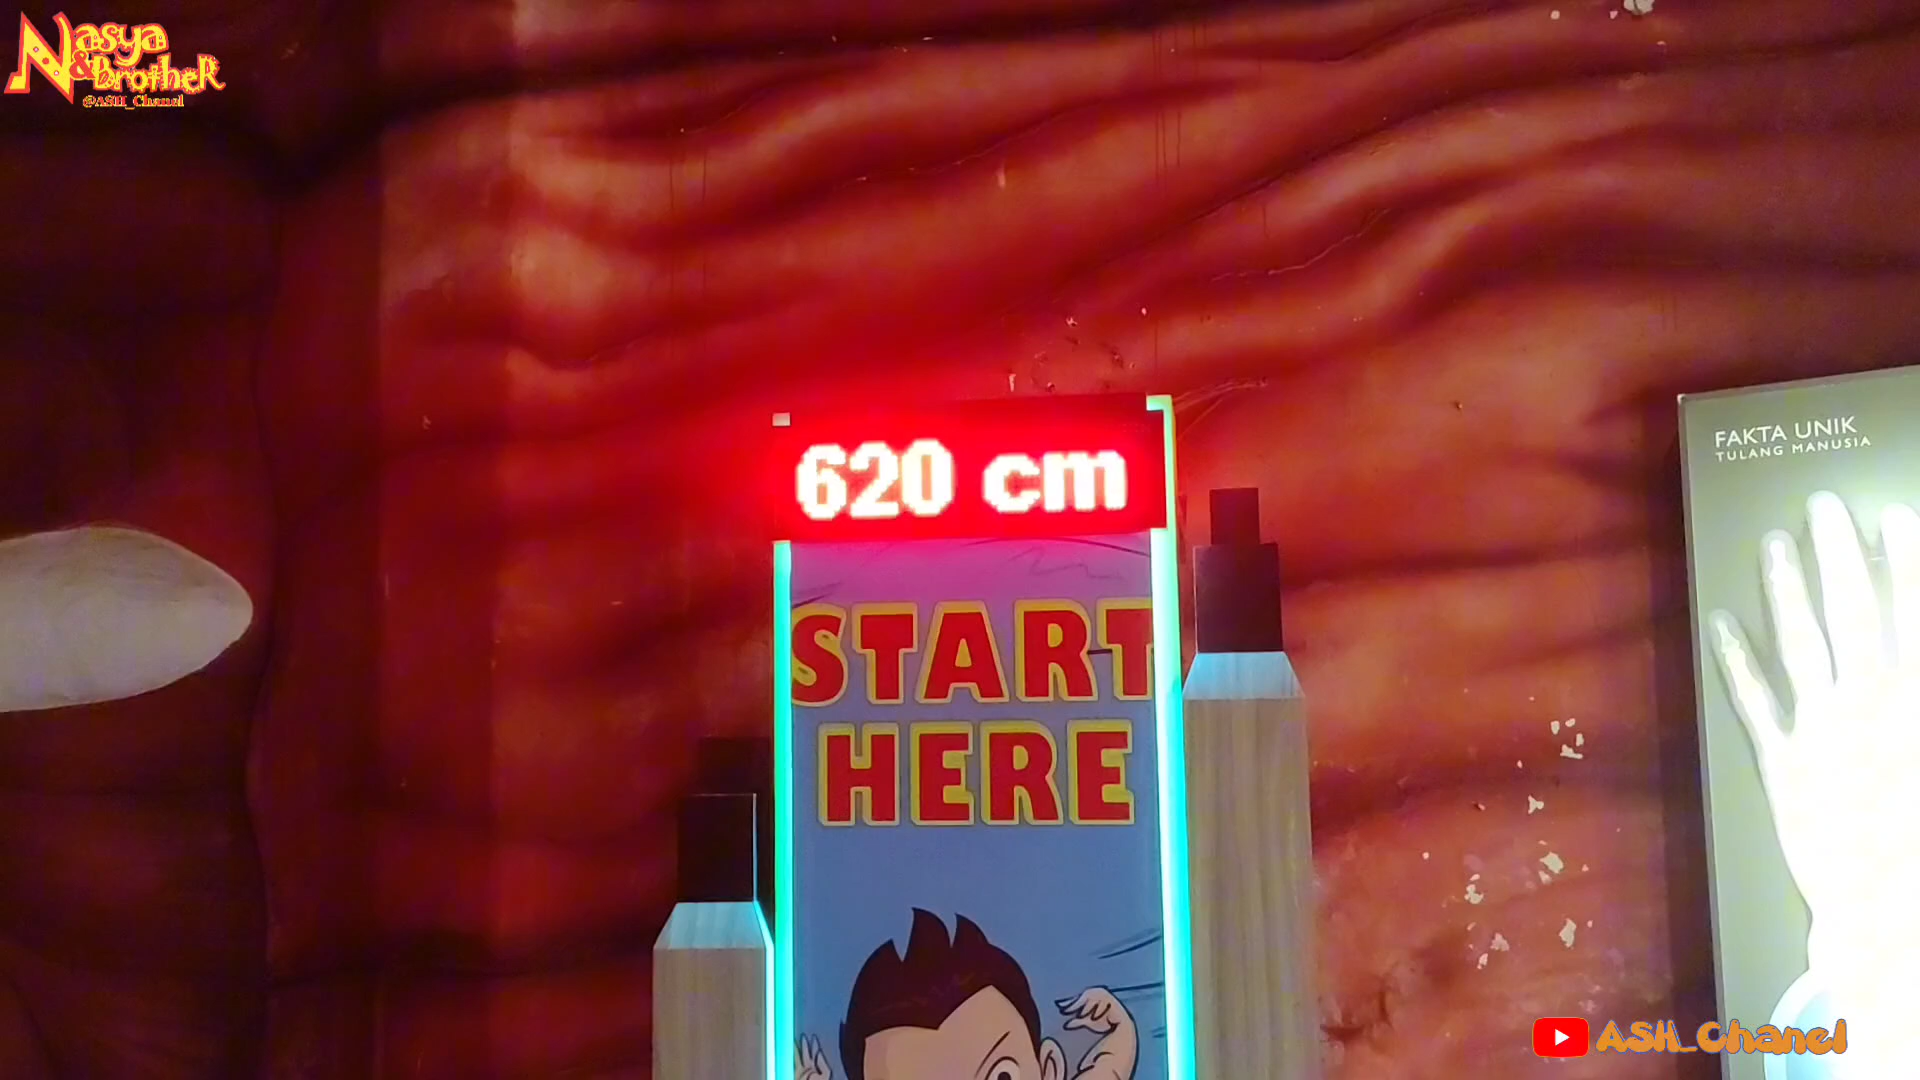 Nasya
& BrotheR
@ASH_Chanel
620 cm
START
HERE
FAKTA UNIK
TULANG MANUSIA
ASH_Chanel